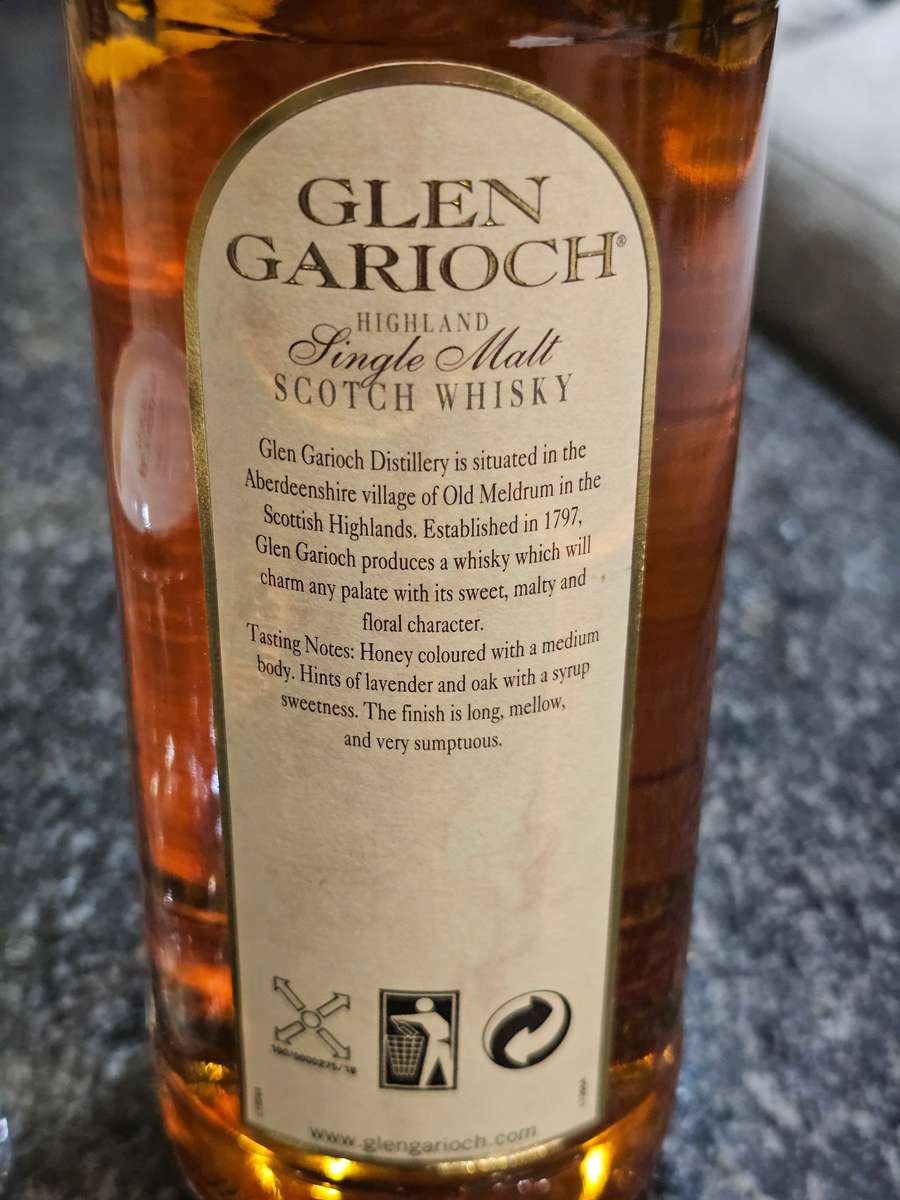 GLEN
GARIOCH®
HIGHLAND
Single Malt
SCOTCH WHISKY
Glen Garioch Distillery is situated in the
Aberdeenshire village of Old Meldrum in the
Scottish Highlands. Established in 1797,
Glen Garioch produces a whisky which will
charm any palate with its sweet, malty and
floral character.
Tasting Notes: Honey coloured with a medium
body. Hints of lavender and oak with a syrup
sweetness. The finish is long, mellow,
and very sumptuous.
www.glengarioch.com